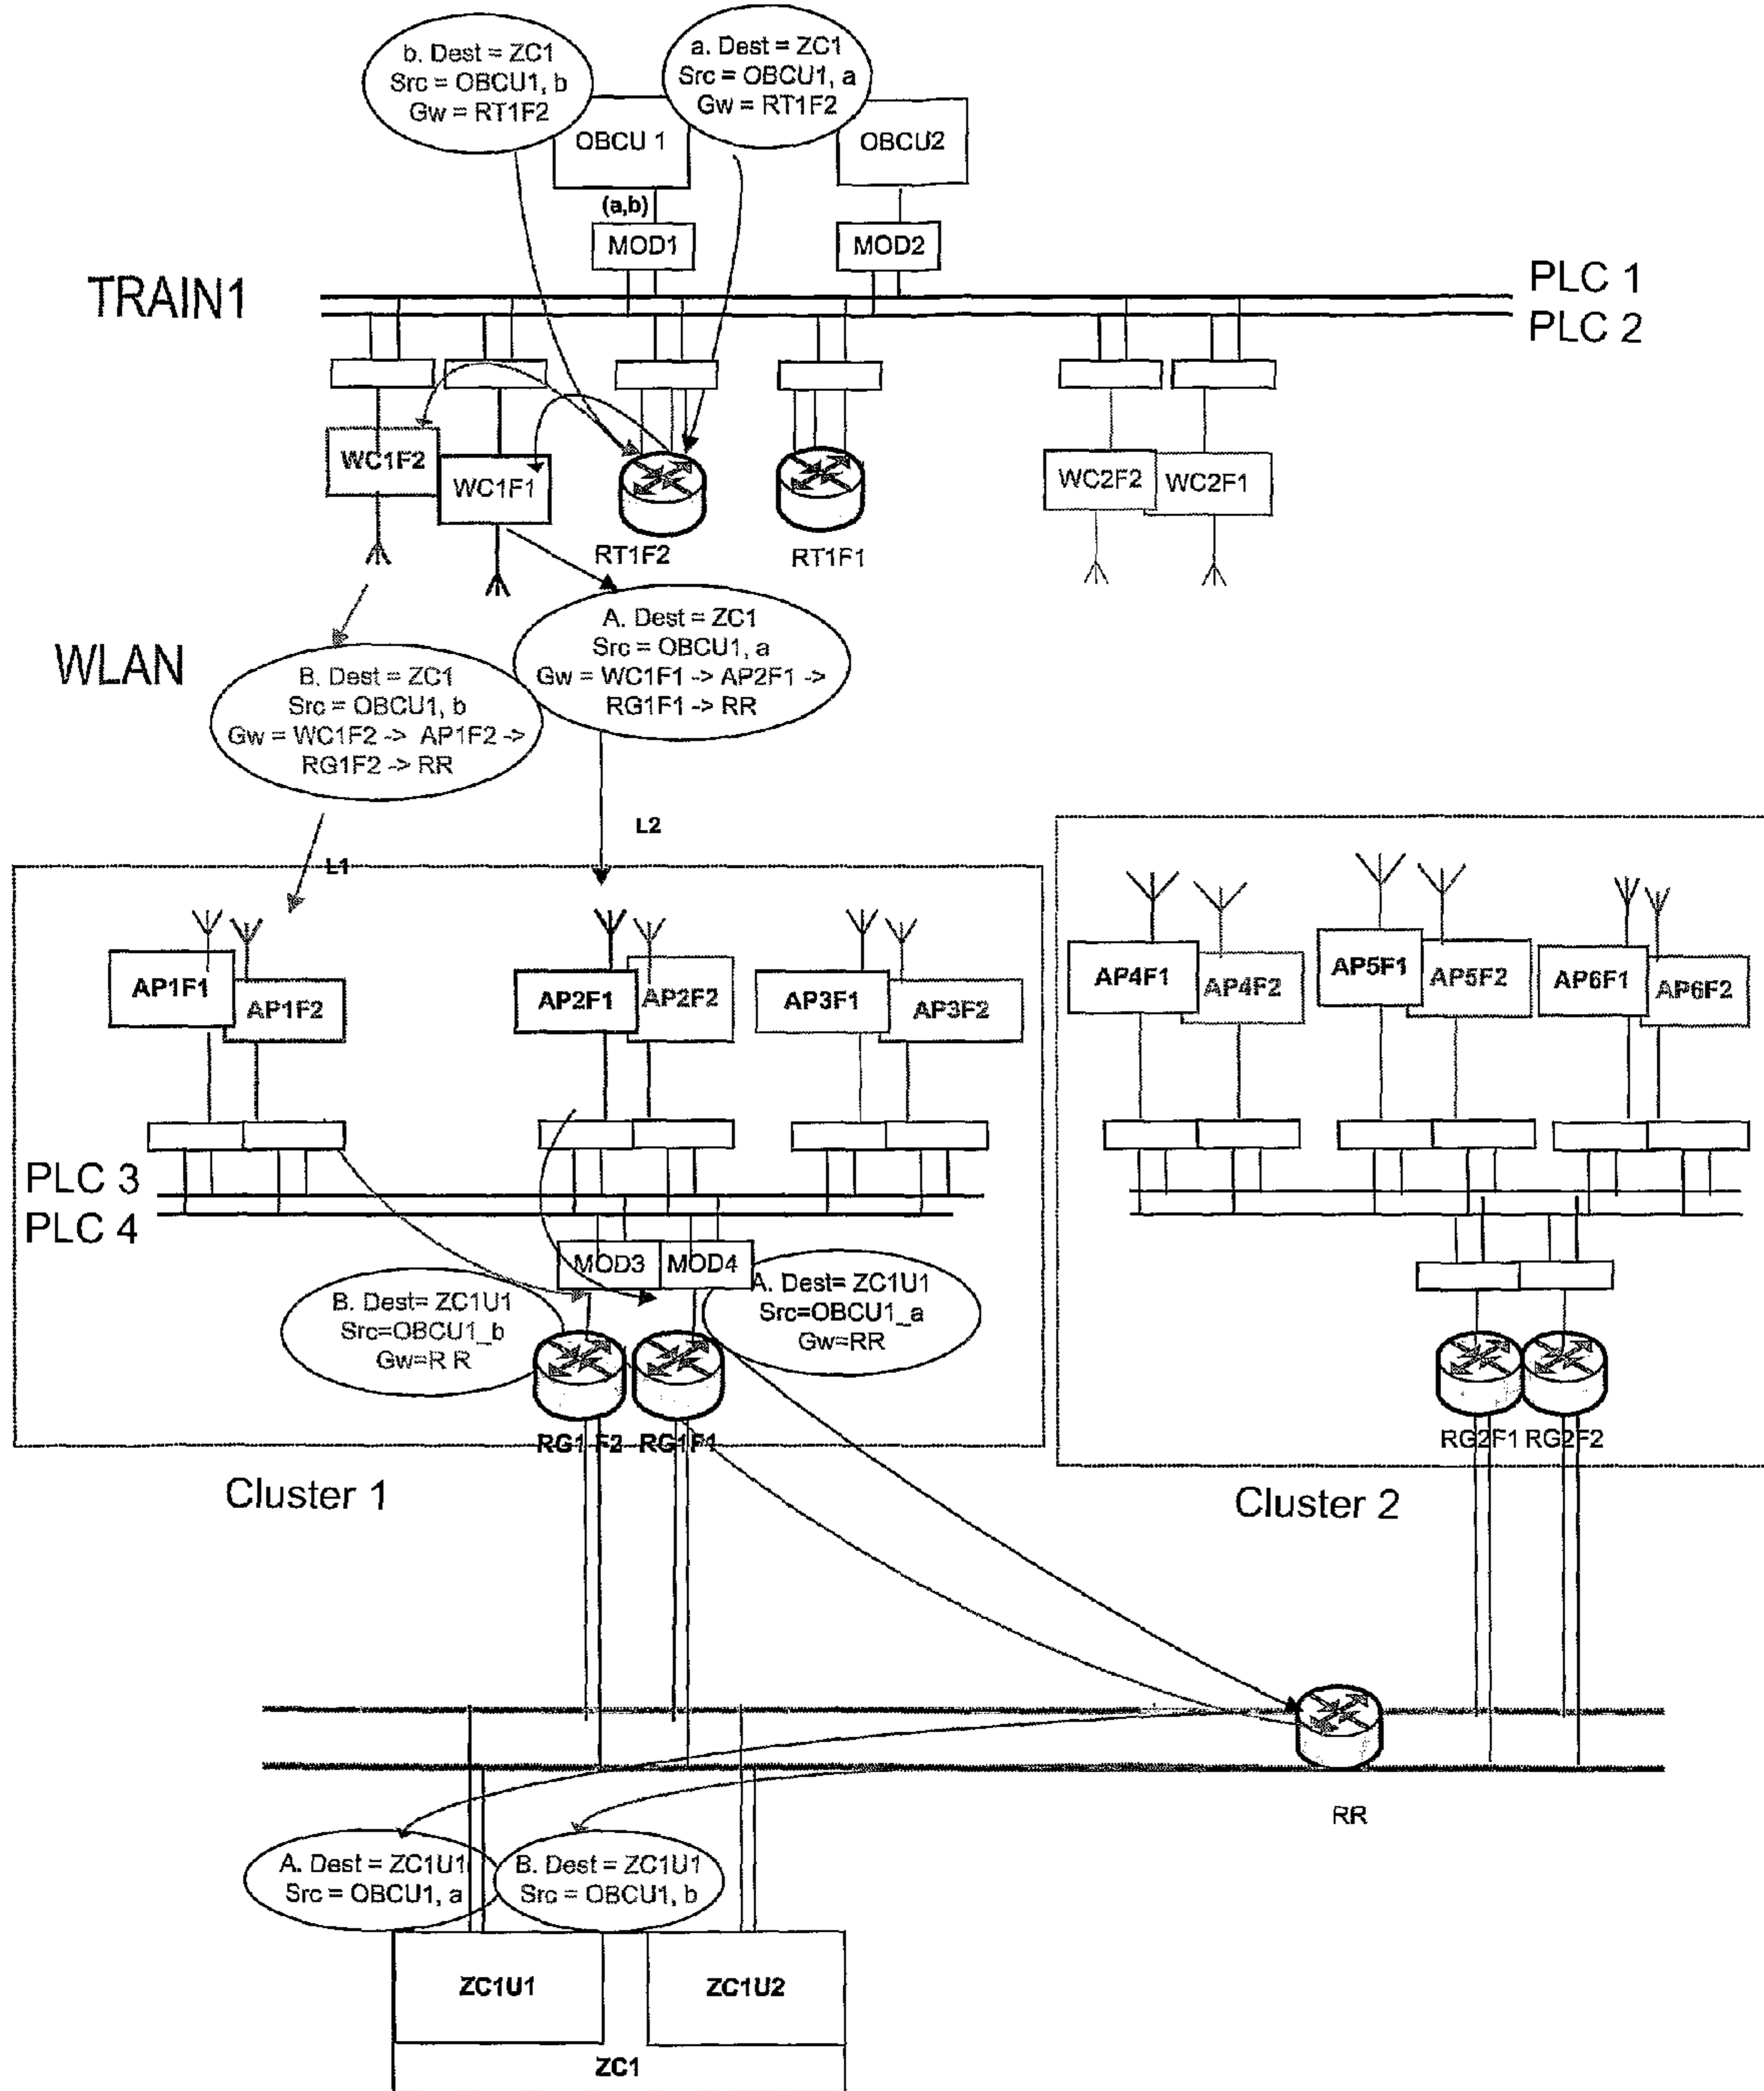 b. Dest = ZC1
Src = OBCU1, b
Gw = RT1F2
a. Dest = ZC1
Src = OBCU1, a
Gw = RT1F2
OBCU 1
OBCU2
(a,b)
MOD1
MOD2
TRAIN1
PLC 1
PLC 2
WC1F2
WC1F1
RT1F2
RT1F1
WC2F2
WC2F1
WLAN
A. Dest = ZC1
Src = OBCU1, a
Gw = WC1F1 -> AP2F1 ->
RG1F1 -> RR
B. Dest = ZC1
Src = OBCU1, b
Gw = WC1F2 -> AP1F2 ->
RG1F2 -> RR
L2
L1
AP1F1
AP1F2
AP2F1
AP2F2
AP3F1
AP3F2
AP4F1
AP4F2
AP5F1
AP5F2
AP6F1
AP6F2
PLC 3
PLC 4
MOD3
MOD4
B. Dest= ZC1U1
Src=OBCU1_b
Gw=R R
A. Dest= ZC1U1
Src=OBCU1_a
Gw=RR
RG1 F2
RG1F1
RG2F1
RG2F2
Cluster 1
Cluster 2
RR
A. Dest = ZC1U1
Src = OBCU1, a
B. Dest = ZC1U1
Src = OBCU1, b
ZC1U1
ZC1U2
ZC1